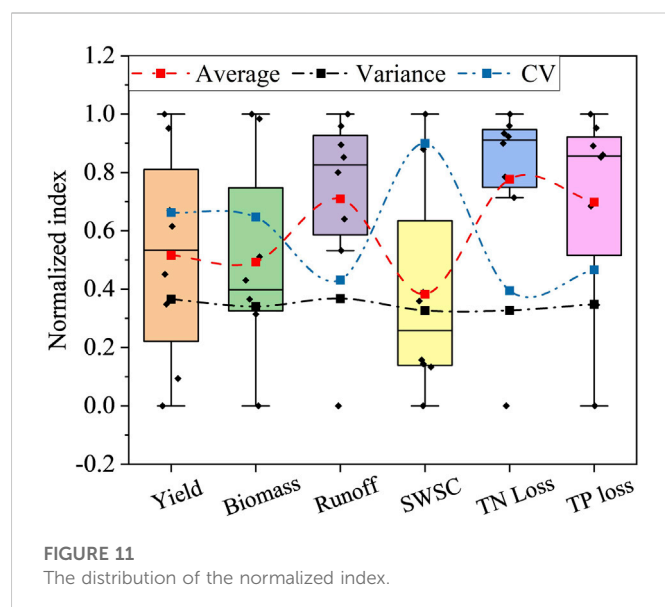 1.2
Average Variance CV
1.0
0.8
0.6
0.4
0.2
0.0
-0.2
Normalized index
Yield Biomass Runoff SWSC TN Loss TP loss
FIGURE 11
The distribution of the normalized index.